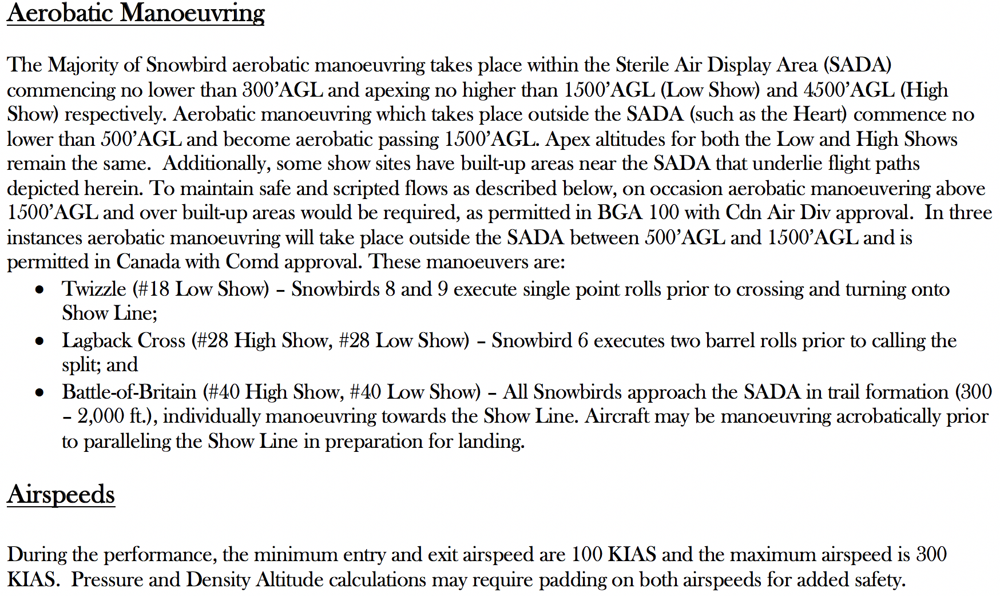 Aerobatic Manoeuvring
The Majority of Snowbird aerobatic manoeuvring takes place within the Sterile Air Display Area (SADA)
commencing no lower than 300’AGL and apexing no higher than 1500’AGL (Low Show) and 4500’AGL (High
Show) respectively. Aerobatic manoeuvring which takes place outside the SADA (such as the Heart) commence no
lower than 500’AGL and become aerobatic passing 1500’AGL. Apex altitudes for both the Low and High Shows
remain the same.  Additionally, some show sites have built-up areas near the SADA that underlie flight paths
depicted herein. To maintain safe and scripted flows as described below, on occasion aerobatic manoeuvering above
1500’AGL and over built-up areas would be required, as permitted in BGA 100 with Cdn Air Div approval.  In three
instances aerobatic manoeuvring will take place outside the SADA between 500’AGL and 1500’AGL and is
permitted in Canada with Comd approval. These manoeuvers are:
● Twizzle (#18 Low Show) – Snowbirds 8 and 9 execute single point rolls prior to crossing and turning onto
Show Line;
● Lagback Cross (#28 High Show, #28 Low Show) – Snowbird 6 executes two barrel rolls prior to calling the
split; and
● Battle-of-Britain (#40 High Show, #40 Low Show) – All Snowbirds approach the SADA in trail formation (300
– 2,000 ft.), individually manoeuvring towards the Show Line. Aircraft may be manoeuvring acrobatically prior
to paralleling the Show Line in preparation for landing.
Airspeeds
During the performance, the minimum entry and exit airspeed are 100 KIAS and the maximum airspeed is 300
KIAS.  Pressure and Density Altitude calculations may require padding on both airspeeds for added safety.